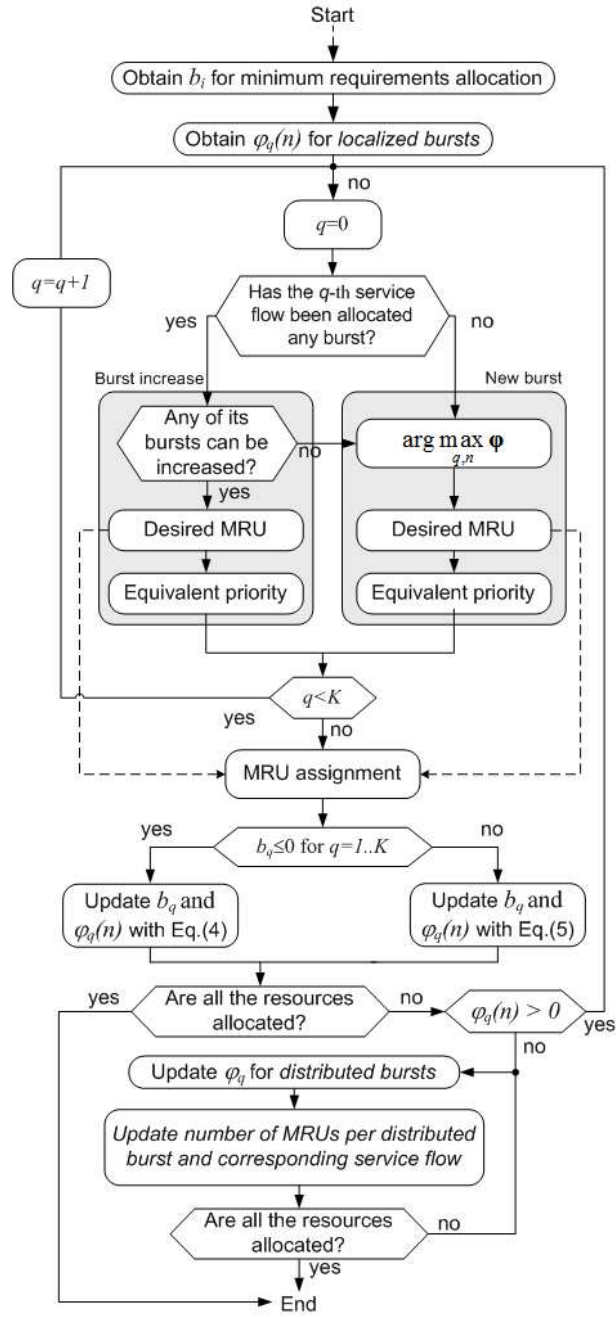 Start
Obtain b_i for minimum requirements allocation
Obtain φ_q(n) for localized bursts
no
q=0
q=q+1
Has the q-th service
flow been allocated
any burst?
yes
no
Burst increase
New burst
Any of its
bursts can be
increased?
no
yes
arg max φ
q,n
Desired MRU
Desired MRU
Equivalent priority
Equivalent priority
q<K
yes
no
MRU assignment
yes
b_q≤0 for q=1..K
no
Update b_q and
φ_q(n) with Eq.(4)
Update b_q and
φ_q(n) with Eq.(5)
yes
Are all the resources
allocated?
no
φ_q(n) > 0
yes
no
Update φ_q for distributed bursts
Update number of MRUs per distributed
burst and corresponding service flow
Are all the resources
allocated?
no
yes
End